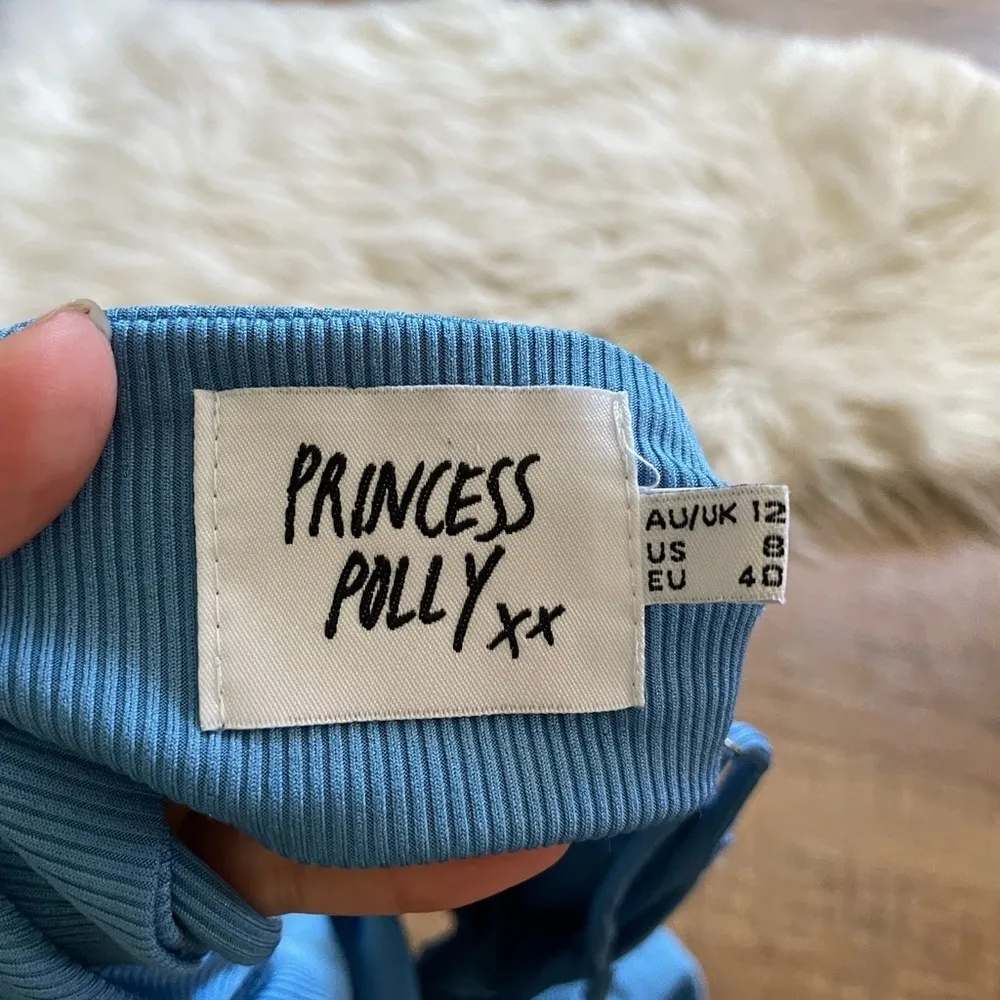 PRINCESS
POLLY xx
AU/UK 12
US 8
EU 40